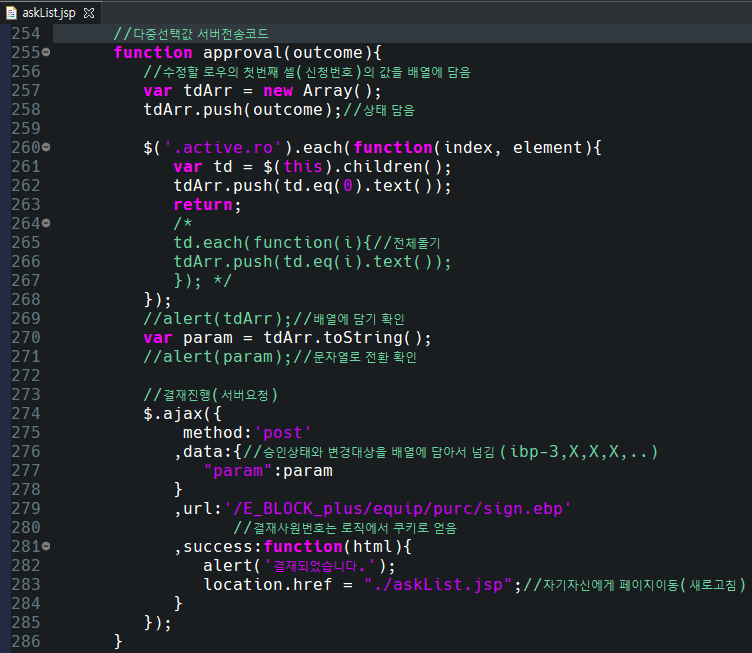 askList.jsp
254 //다중선택값 서버전송코드
255 function approval(outcome){
256 //수정할 로우의 첫번째 셀(신청번호)의 값을 배열에 담음
257 var tdArr = new Array();
258 tdArr.push(outcome);//상태 담음
259
260 $('.active.ro').each(function(index, element){
261 var td = $(this).children();
262 tdArr.push(td.eq(0).text());
263 return;
264 /*
265 td.each(function(i){//전체돌기
266 tdArr.push(td.eq(i).text());
267 }); */
268 });
269 //alert(tdArr);//배열에 담기 확인
270 var param = tdArr.toString();
271 //alert(param);//문자열로 전환 확인
272
273 //결재진행(서버요청)
274 $.ajax({
275 method:'post'
276 ,data:{//승인상태와 변경대상을 배열에 담아서 넘김(ibp-3,X,X,X,..)
277 "param":param
278 }
279 ,url:'/E_BLOCK_plus/equip/purc/sign.ebp'
280 //결재사원번호는 로직에서 쿠키로 얻음
281 ,success:function(html){
282 alert('결재되었습니다.');
283 location.href = "./askList.jsp";//자기자신에게 페이지이동(새로고침)
284 }
285 });
286 }